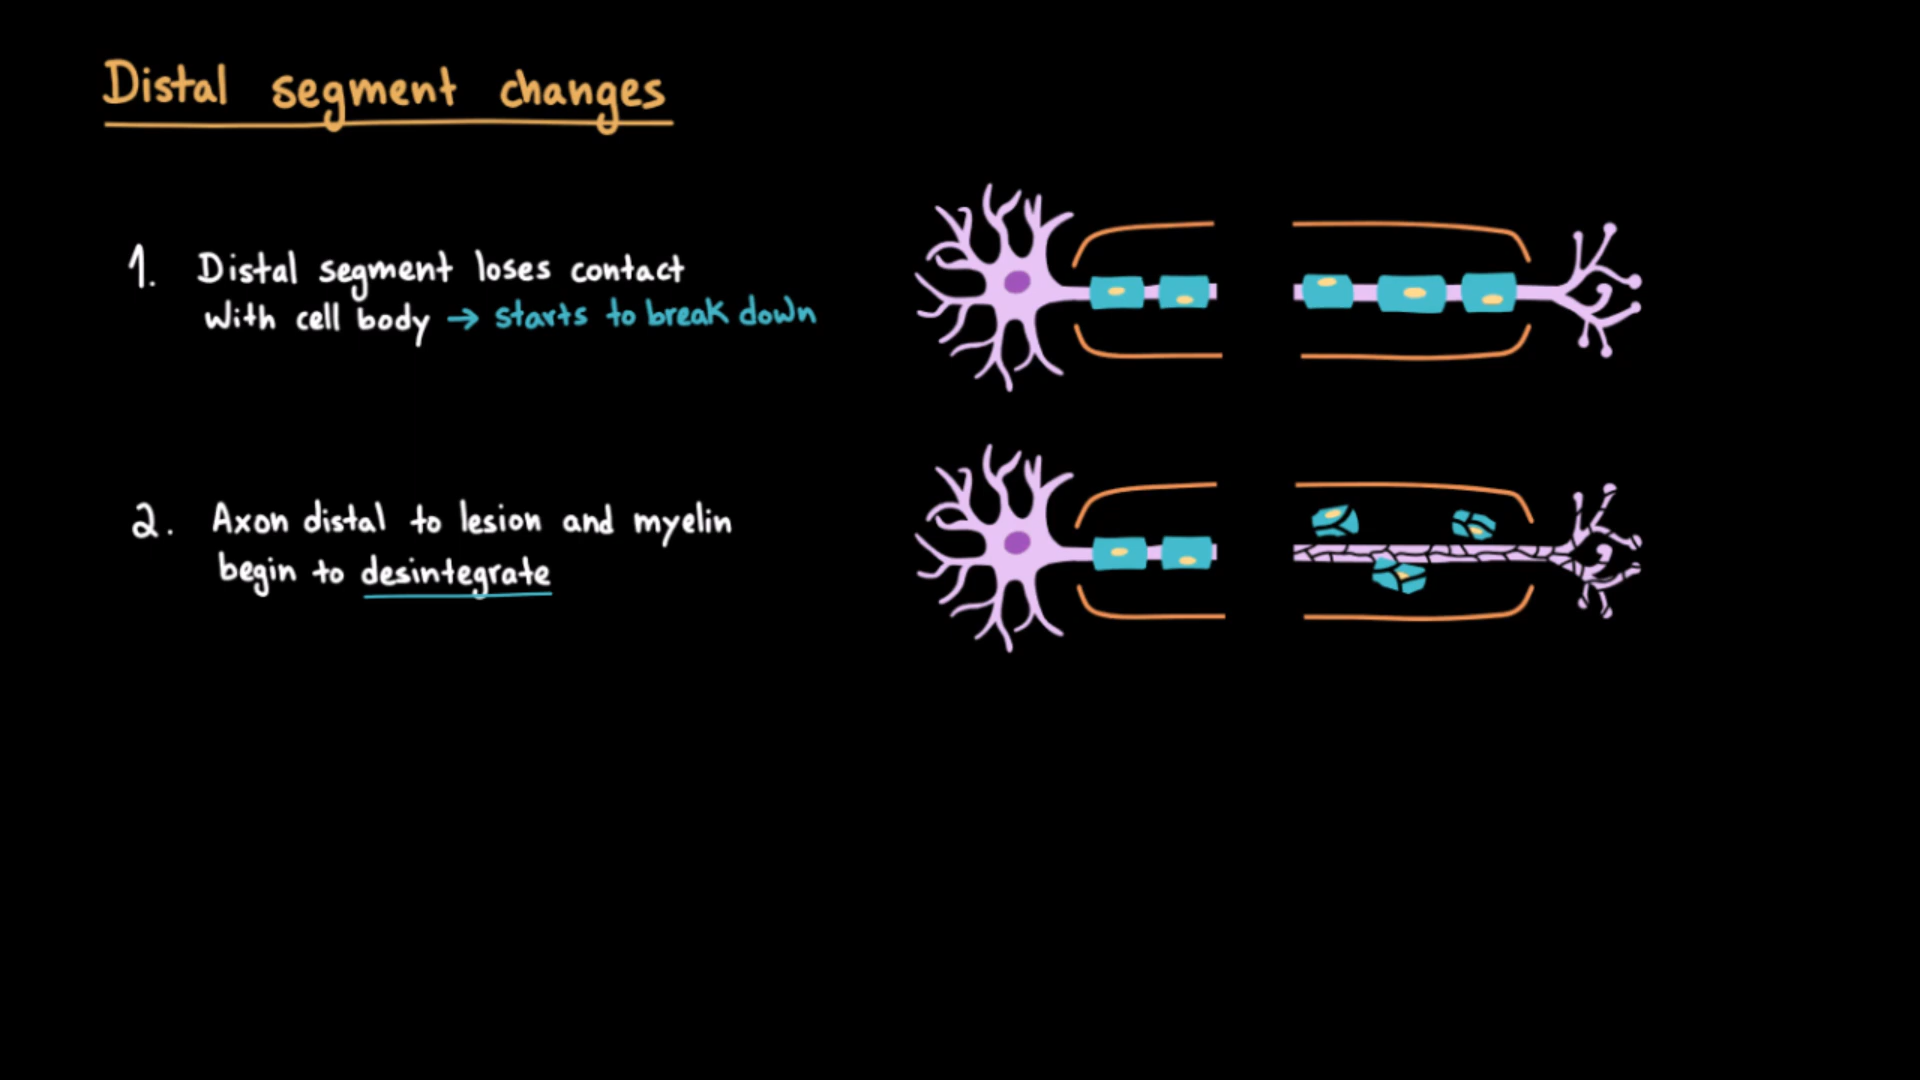 Distal segment changes
1. Distal segment loses contact
with cell body → starts to break down
2. Axon distal to lesion and myelin
begin to desintegrate